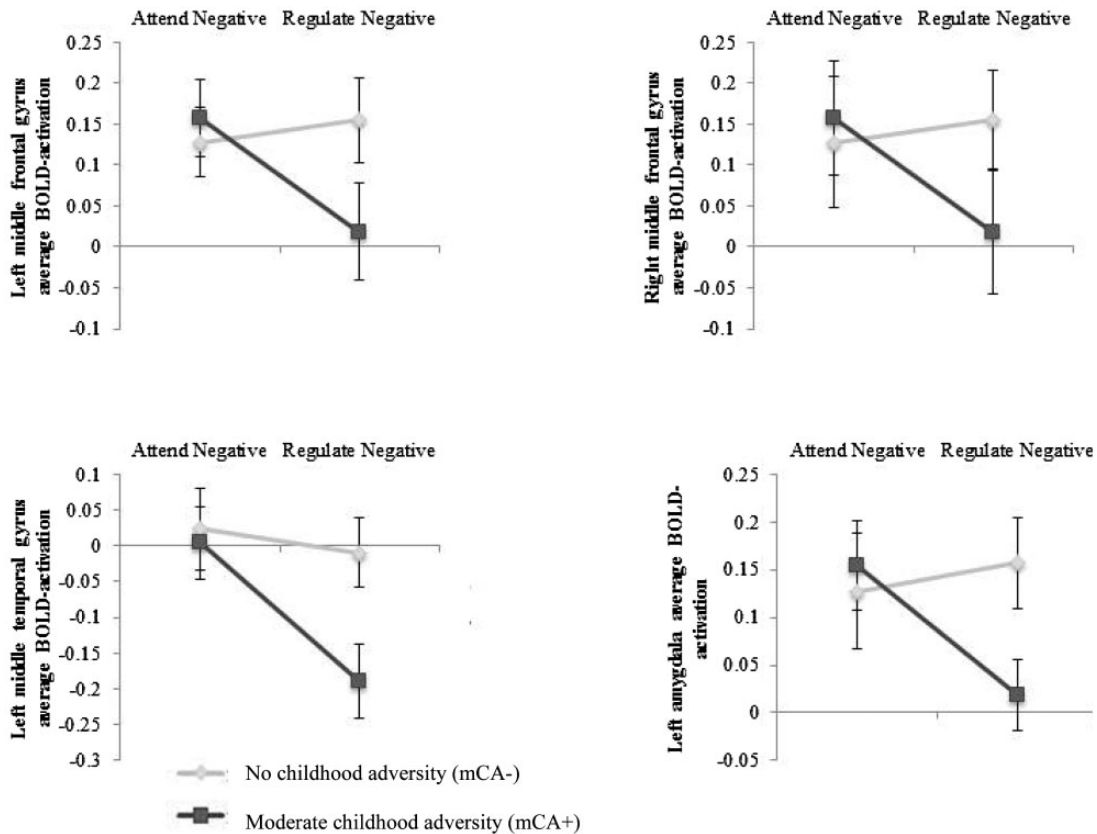 Attend Negative Regulate Negative
0.25
0.2
0.15
0.1
0.05
0
-0.05
-0.1
Left middle frontal gyrus
average BOLD-activation
Attend Negative Regulate Negative
0.25
0.2
0.15
0.1
0.05
0
-0.05
-0.1
Right middle frontal gyrus
average BOLD-activation
Attend Negative Regulate Negative
0.1
0.05
0
-0.05
-0.1
-0.15
-0.2
-0.25
-0.3
Left middle temporal gyrus
average BOLD-activation
Attend Negative Regulate Negative
0.25
0.2
0.15
0.1
0.05
0
-0.05
Left amygdala average BOLD-
activation
No childhood adversity (mCA-)
Moderate childhood adversity (mCA+)